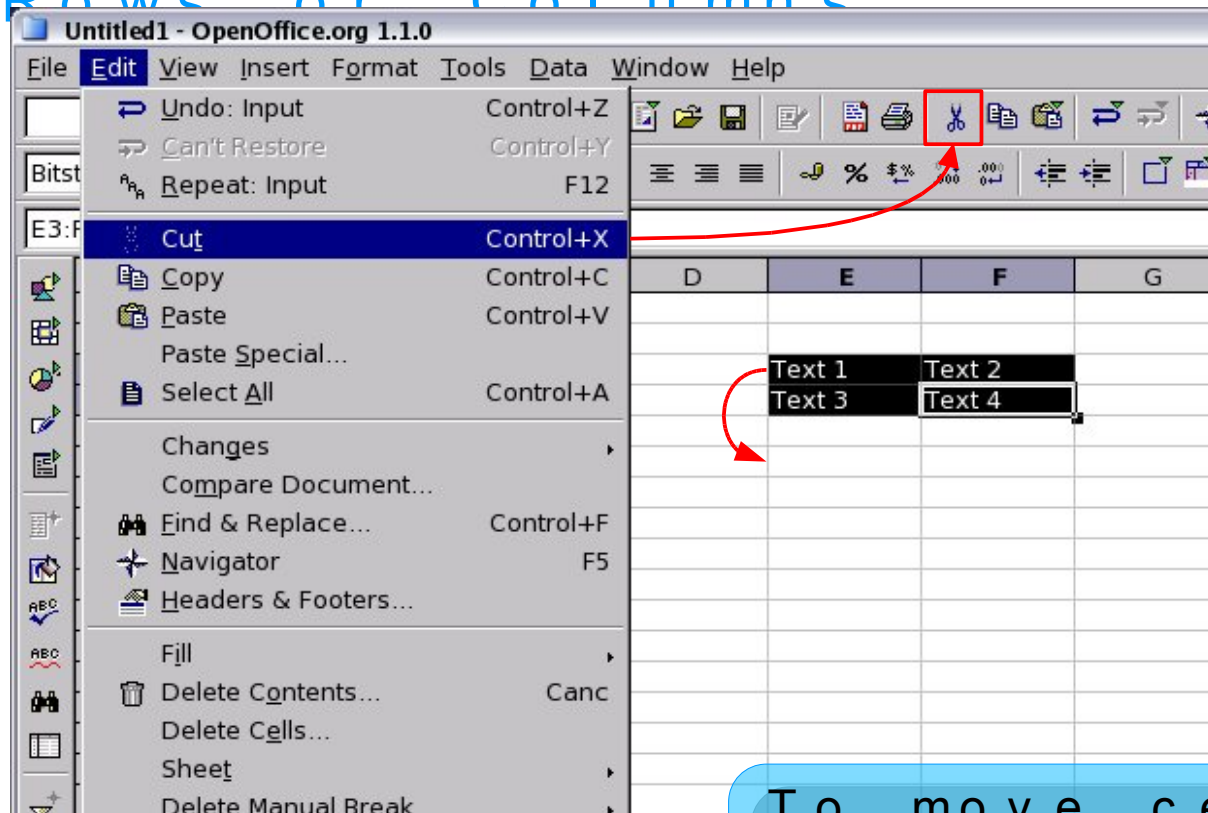 Rows or Columns
Untitled1 - OpenOffice.org 1.1.0
File Edit View Insert Format Tools Data Window Help
Undo: Input Control+Z
Can't Restore Control+Y
Bitst
Repeat: Input F12
E3:F
Cut Control+X
Copy Control+C
D E F G
Paste Control+V
Paste Special...
Text 1 Text 2
Select All Control+A
Text 3 Text 4
Changes
Compare Document...
Find & Replace... Control+F
Navigator F5
Headers & Footers...
Fill
Delete Contents... Canc
Delete Cells...
Sheet
Delete Manual Break
To move ce